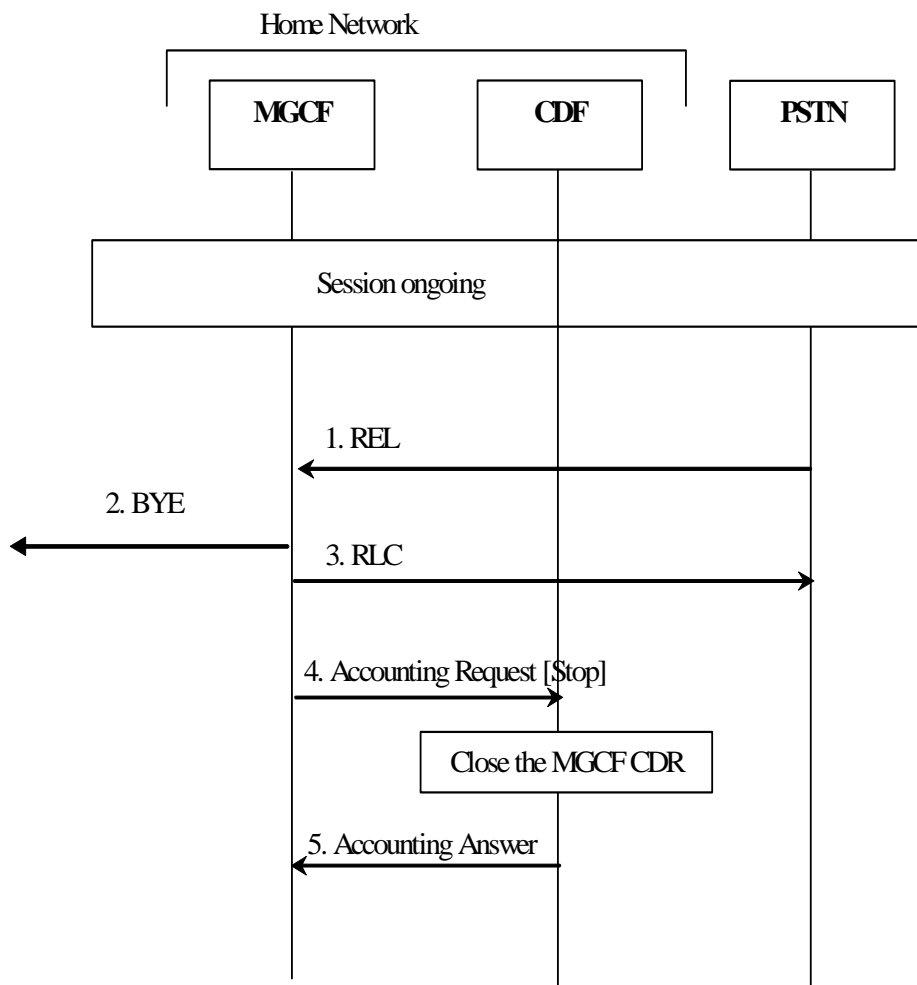 Home Network
MGCF
CDF
PSTN
Session ongoing
1. REL
2. BYE
3. RLC
4. Accounting Request [Stop]
Close the MGCF CDR
5. Accounting Answer